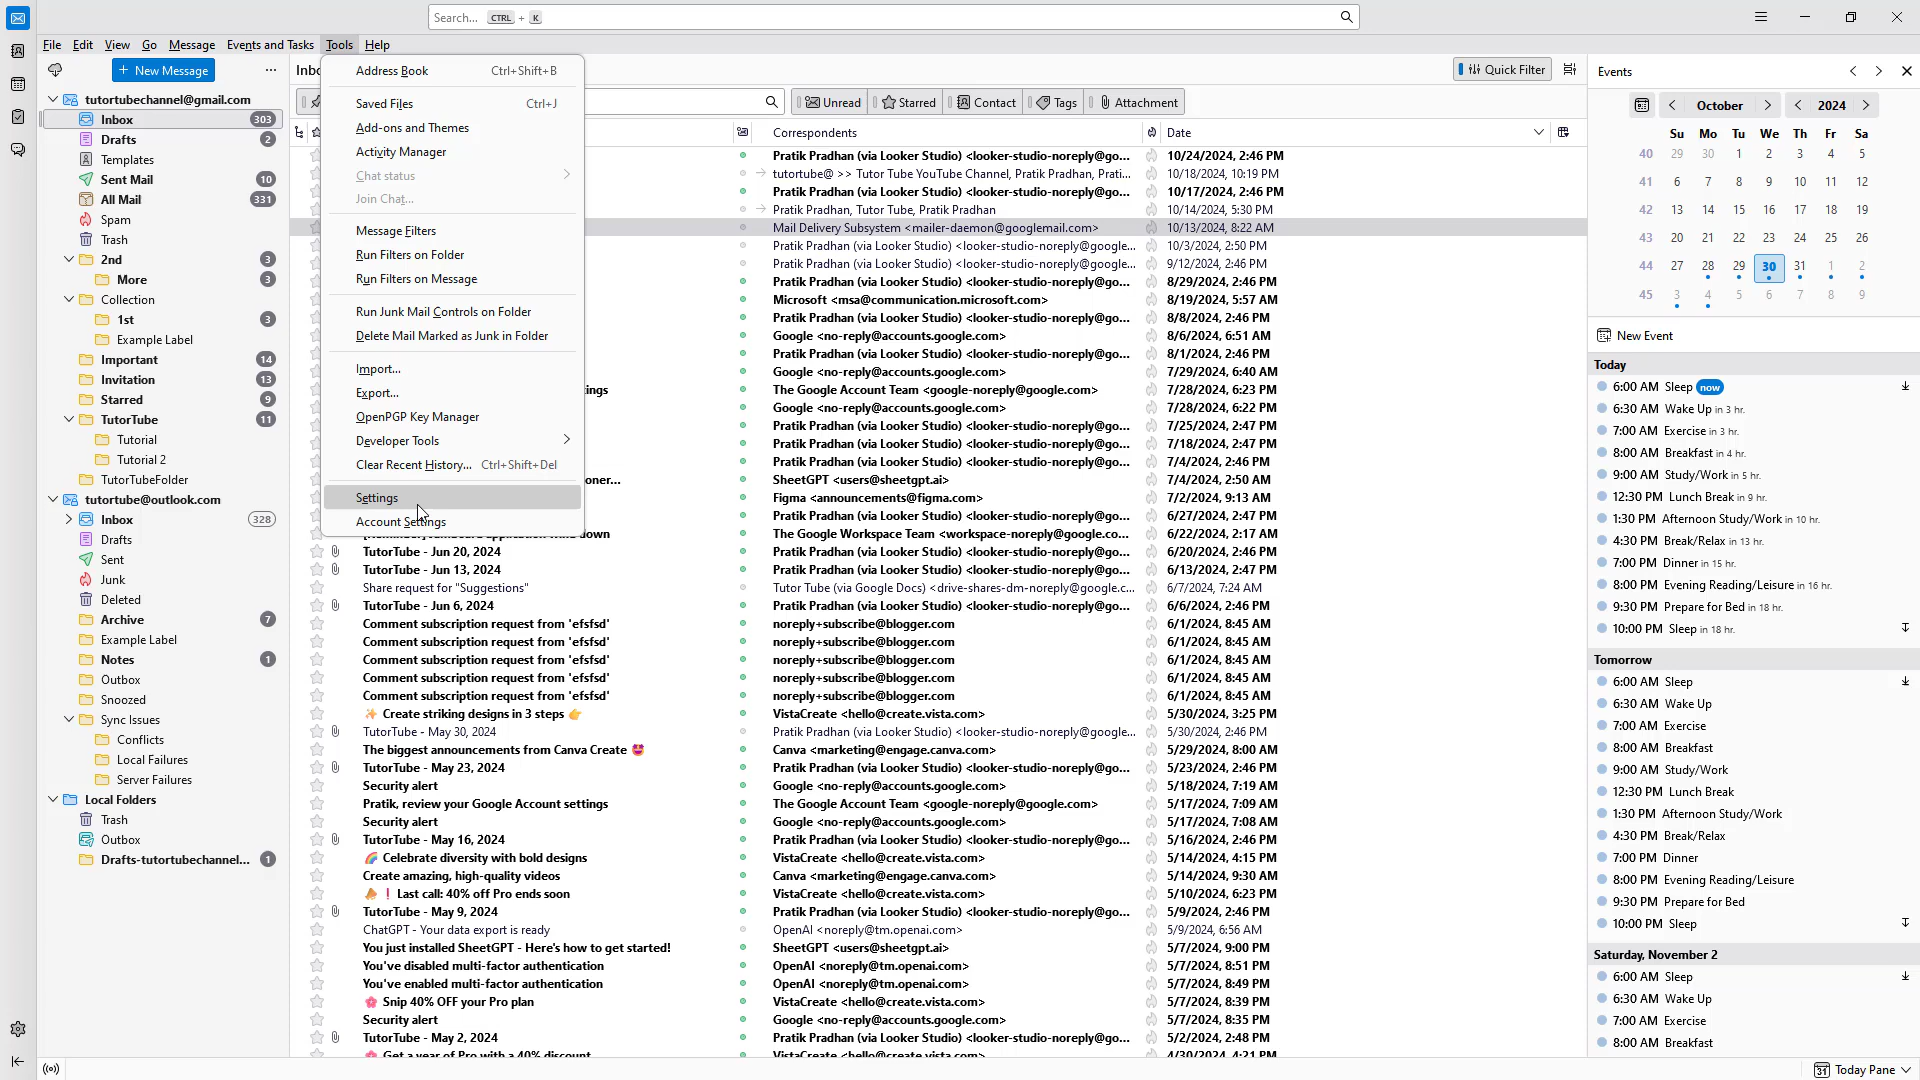 Search... CTRL + K
File Edit View Go Message Events and Tasks Tools Help
New Message
tutortubechannel@gmail.com
Inbox 303
Drafts 2
Templates
Sent Mail 10
All Mail 331
Spam
Trash
2nd 3
More 3
Collection
1st 3
Example Label
Important 14
Invitation 13
Starred 9
TutorTube 11
Tutorial
Tutorial 2
TutorTubeFolder
tutortube@outlook.com
Inbox 328
Drafts
Sent
Junk
Deleted
Archive 7
Example Label
Notes 1
Outbox
Snoozed
Sync Issues
Conflicts
Local Failures
Server Failures
Local Folders
Trash
Outbox
Drafts-tutortubechannel... 1
Address Book Ctrl+Shift+B
Saved Files Ctrl+J
Add-ons and Themes
Activity Manager
Chat status
Join Chat...
Message Filters
Run Filters on Folder
Run Filters on Message
Run Junk Mail Controls on Folder
Delete Mail Marked as Junk in Folder
Import...
Export...
OpenPGP Key Manager
Developer Tools
Clear Recent History... Ctrl+Shift+Del
Settings
Account Settings
Quick Filter
Unread Starred Contact Tags Attachment
Correspondents Date
Pratik Pradhan (via Looker Studio) <looker-studio-noreply@go... 10/24/2024, 2:46 PM
tutortube@ >> Tutor Tube YouTube Channel, Pratik Pradhan, Prati... 10/18/2024, 10:19 PM
Pratik Pradhan (via Looker Studio) <looker-studio-noreply@go... 10/17/2024, 2:46 PM
Pratik Pradhan, Tutor Tube, Pratik Pradhan 10/14/2024, 5:30 PM
Mail Delivery Subsystem <mailer-daemon@googlemail.com> 10/13/2024, 8:22 AM
Pratik Pradhan (via Looker Studio) <looker-studio-noreply@google... 10/3/2024, 2:50 PM
Pratik Pradhan (via Looker Studio) <looker-studio-noreply@google... 9/12/2024, 2:46 PM
Pratik Pradhan (via Looker Studio) <looker-studio-noreply@go... 8/29/2024, 2:46 PM
Microsoft <msa@communication.microsoft.com> 8/19/2024, 5:57 AM
Pratik Pradhan (via Looker Studio) <looker-studio-noreply@go... 8/8/2024, 2:46 PM
Google <no-reply@accounts.google.com> 8/6/2024, 6:51 AM
Pratik Pradhan (via Looker Studio) <looker-studio-noreply@go... 8/1/2024, 2:46 PM
Google <no-reply@accounts.google.com> 7/29/2024, 6:40 AM
The Google Account Team <google-noreply@google.com> 7/28/2024, 6:23 PM
Google <no-reply@accounts.google.com> 7/28/2024, 6:22 PM
Pratik Pradhan (via Looker Studio) <looker-studio-noreply@go... 7/25/2024, 2:47 PM
Pratik Pradhan (via Looker Studio) <looker-studio-noreply@go... 7/18/2024, 2:47 PM
Pratik Pradhan (via Looker Studio) <looker-studio-noreply@go... 7/4/2024, 2:46 PM
SheetGPT <users@sheetgpt.ai> 7/4/2024, 2:50 AM
Figma <announcements@figma.com> 7/2/2024, 9:13 AM
Pratik Pradhan (via Looker Studio) <looker-studio-noreply@go... 6/27/2024, 2:47 PM
The Google Workspace Team <workspace-noreply@google.co... 6/22/2024, 2:17 AM
TutorTube - Jun 20, 2024 Pratik Pradhan (via Looker Studio) <looker-studio-noreply@go... 6/20/2024, 2:46 PM
TutorTube - Jun 13, 2024 Pratik Pradhan (via Looker Studio) <looker-studio-noreply@go... 6/13/2024, 2:47 PM
Share request for "Suggestions" Tutor Tube (via Google Docs) <drive-shares-dm-noreply@google.c... 6/7/2024, 7:24 AM
TutorTube - Jun 6, 2024 Pratik Pradhan (via Looker Studio) <looker-studio-noreply@go... 6/6/2024, 2:46 PM
Comment subscription request from 'efsfsd' noreply+subscribe@blogger.com 6/1/2024, 8:45 AM
Comment subscription request from 'efsfsd' noreply+subscribe@blogger.com 6/1/2024, 8:45 AM
Comment subscription request from 'efsfsd' noreply+subscribe@blogger.com 6/1/2024, 8:45 AM
Comment subscription request from 'efsfsd' noreply+subscribe@blogger.com 6/1/2024, 8:45 AM
Comment subscription request from 'efsfsd' noreply+subscribe@blogger.com 6/1/2024, 8:45 AM
✨ Create striking designs in 3 steps 👉 VistaCreate <hello@create.vista.com> 5/30/2024, 3:25 PM
TutorTube - May 30, 2024 Pratik Pradhan (via Looker Studio) <looker-studio-noreply@google... 5/30/2024, 2:46 PM
The biggest announcements from Canva Create 🤩 Canva <marketing@engage.canva.com> 5/29/2024, 8:00 AM
TutorTube - May 23, 2024 Pratik Pradhan (via Looker Studio) <looker-studio-noreply@go... 5/23/2024, 2:46 PM
Security alert Google <no-reply@accounts.google.com> 5/18/2024, 7:19 AM
Pratik, review your Google Account settings The Google Account Team <google-noreply@google.com> 5/17/2024, 7:09 AM
Security alert Google <no-reply@accounts.google.com> 5/17/2024, 7:08 AM
TutorTube - May 16, 2024 Pratik Pradhan (via Looker Studio) <looker-studio-noreply@go... 5/16/2024, 2:46 PM
🌈 Celebrate diversity with bold designs VistaCreate <hello@create.vista.com> 5/14/2024, 4:15 PM
Create amazing, high-quality videos Canva <marketing@engage.canva.com> 5/14/2024, 9:30 AM
❗ Last call: 40% off Pro ends soon VistaCreate <hello@create.vista.com> 5/10/2024, 6:23 PM
TutorTube - May 9, 2024 Pratik Pradhan (via Looker Studio) <looker-studio-noreply@go... 5/9/2024, 2:46 PM
ChatGPT - Your data export is ready OpenAI <noreply@tm.openai.com> 5/9/2024, 6:56 AM
You just installed SheetGPT - Here's how to get started! SheetGPT <users@sheetgpt.ai> 5/7/2024, 9:00 PM
You've disabled multi-factor authentication OpenAI <noreply@tm.openai.com> 5/7/2024, 8:51 PM
You've enabled multi-factor authentication OpenAI <noreply@tm.openai.com> 5/7/2024, 8:49 PM
🌸 Snip 40% OFF your Pro plan VistaCreate <hello@create.vista.com> 5/7/2024, 8:39 PM
Security alert Google <no-reply@accounts.google.com> 5/7/2024, 8:35 PM
TutorTube - May 2, 2024 Pratik Pradhan (via Looker Studio) <looker-studio-noreply@go... 5/2/2024, 2:48 PM
🌸 Get a year of Pro with a 40% discount VistaCreate <hello@create.vista.com> 4/30/2024, 4:21 PM
Events
October 2024
Su Mo Tu We Th Fr Sa
40 29 30 1 2 3 4 5
41 6 7 8 9 10 11 12
42 13 14 15 16 17 18 19
43 20 21 22 23 24 25 26
44 27 28 29 30 31 1 2
45 3 4 5 6 7 8 9
New Event
Today
6:00 AM Sleep now
6:30 AM Wake Up in 3 hr.
7:00 AM Exercise in 3 hr.
8:00 AM Breakfast in 4 hr.
9:00 AM Study/Work in 5 hr.
12:30 PM Lunch Break in 9 hr.
1:30 PM Afternoon Study/Work in 10 hr.
4:30 PM Break/Relax in 13 hr.
7:00 PM Dinner in 15 hr.
8:00 PM Evening Reading/Leisure in 16 hr.
9:30 PM Prepare for Bed in 18 hr.
10:00 PM Sleep in 18 hr.
Tomorrow
6:00 AM Sleep
6:30 AM Wake Up
7:00 AM Exercise
8:00 AM Breakfast
9:00 AM Study/Work
12:30 PM Lunch Break
1:30 PM Afternoon Study/Work
4:30 PM Break/Relax
7:00 PM Dinner
8:00 PM Evening Reading/Leisure
9:30 PM Prepare for Bed
10:00 PM Sleep
Saturday, November 2
6:00 AM Sleep
6:30 AM Wake Up
7:00 AM Exercise
8:00 AM Breakfast
31 Today Pane